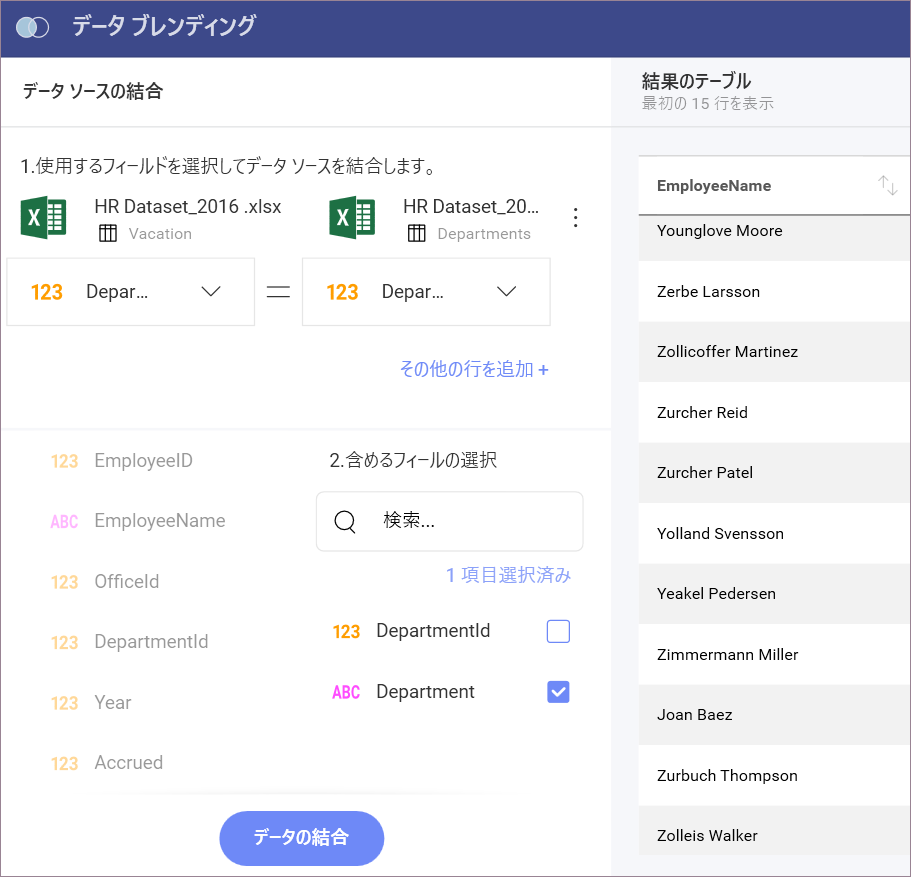 データ ブレンディング
データ ソースの結合
1.使用するフィールドを選択してデータ ソースを結合します。
HR Dataset_2016 .xlsx
Vacation
HR Dataset_20...
Departments
123 Depar...
123 Depar...
その他の行を追加 +
123 EmployeeID
ABC EmployeeName
123 OfficeId
123 DepartmentId
123 Year
123 Accrued
2.含めるフィールの選択
検索...
1 項目選択済み
123 DepartmentId
ABC Department
データの結合
結果のテーブル
最初の 15 行を表示
EmployeeName
Younglove Moore
Zerbe Larsson
Zollicoffer Martinez
Zurcher Reid
Zurcher Patel
Yolland Svensson
Yeakel Pedersen
Zimmermann Miller
Joan Baez
Zurbuch Thompson
Zolleis Walker